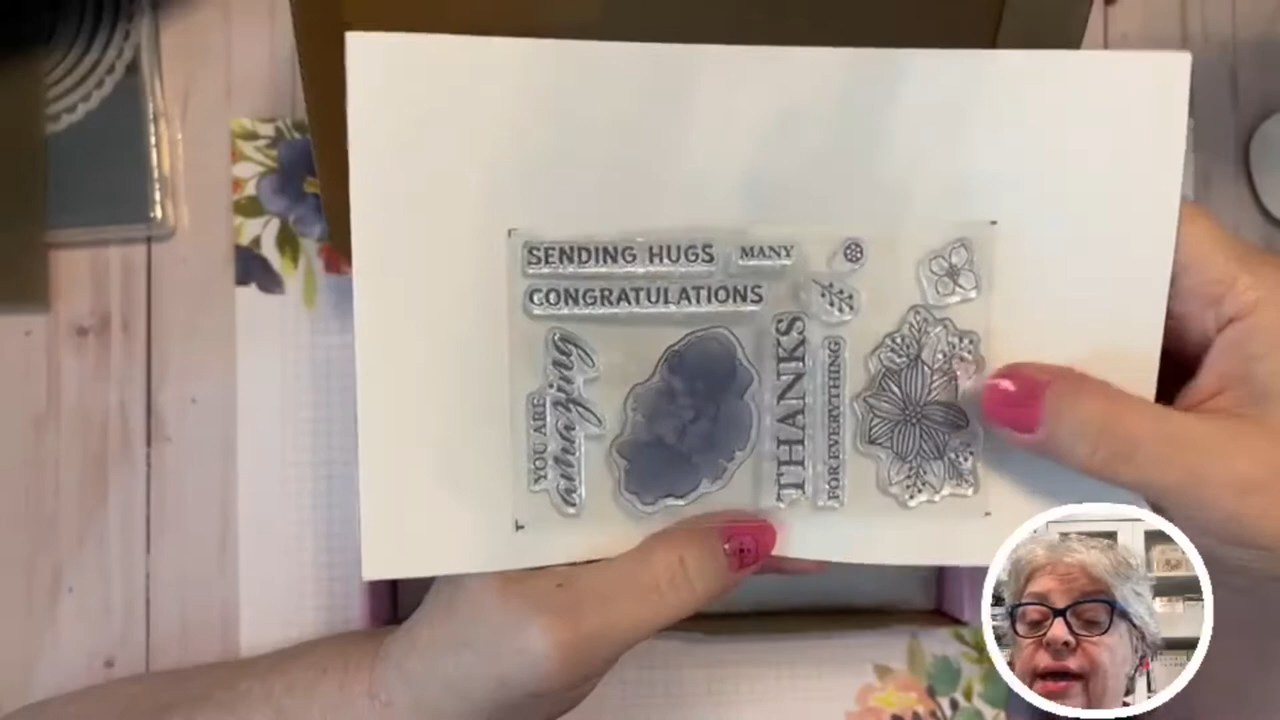 SENDING HUGS
MANY
CONGRATULATIONS
YOU ARE
amazing
THANKS
FOR EVERYTHING